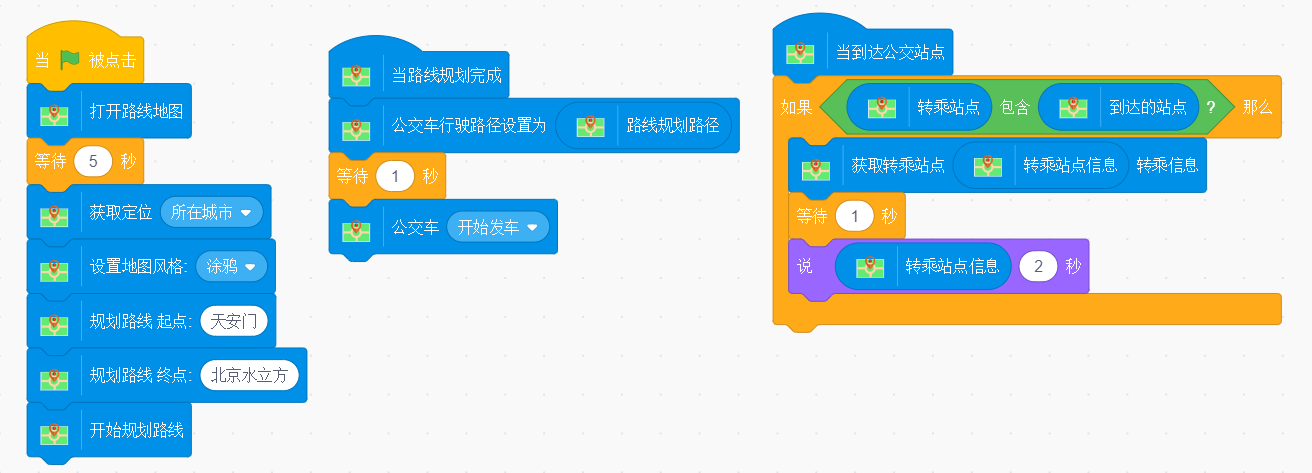 当 被点击
打开路线地图
等待 5 秒
获取定位 所在城市
设置地图风格: 涂鸦
规划路线 起点: 天安门
规划路线 终点: 北京水立方
开始规划路线
当路线规划完成
公交车行驶路径设置为 路线规划路径
等待 1 秒
公交车 开始发车
当到达公交站点
如果 转乘站点 包含 到达的站点 ? 那么
获取转乘站点 转乘站点信息 转乘信息
等待 1 秒
说 转乘站点信息 2 秒